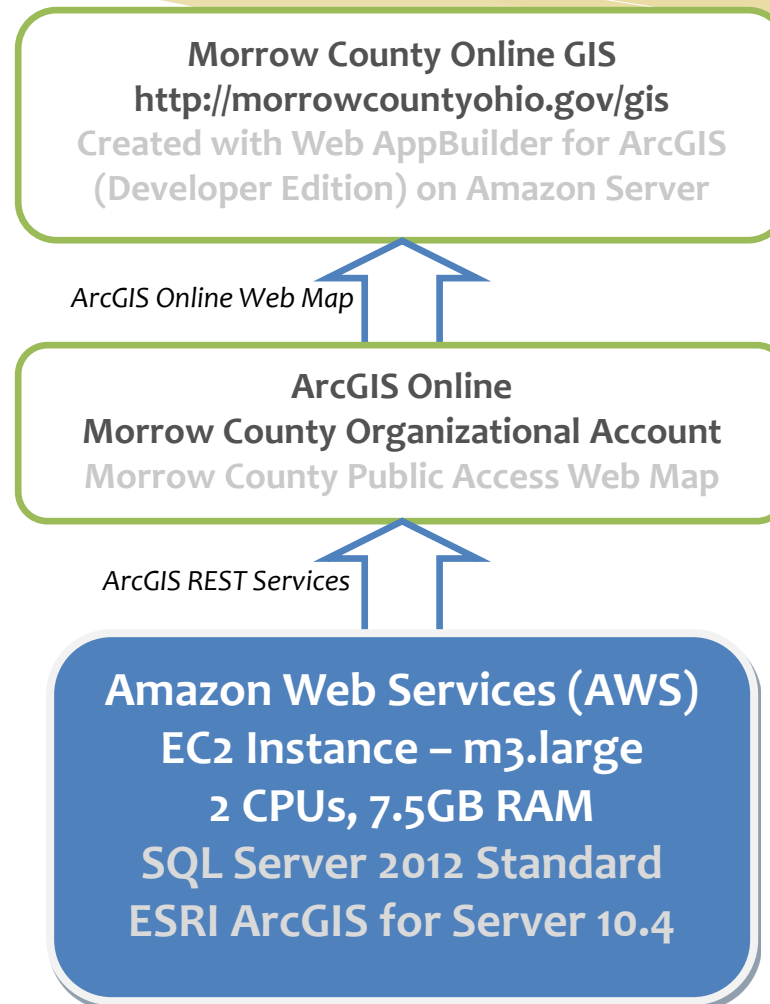 Morrow County Online GIS
http://morrowcountyohio.gov/gis
Created with Web AppBuilder for ArcGIS
(Developer Edition) on Amazon Server
ArcGIS Online Web Map
ArcGIS Online
Morrow County Organizational Account
Morrow County Public Access Web Map
ArcGIS REST Services
Amazon Web Services (AWS)
EC2 Instance – m3.large
2 CPUs, 7.5GB RAM
SQL Server 2012 Standard
ESRI ArcGIS for Server 10.4